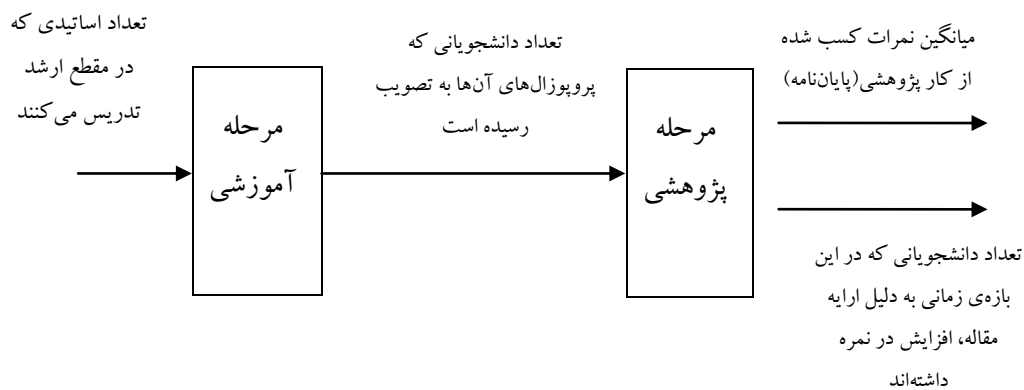 تعداد اساتیدی که
در مقطع ارشد
تدریس می‌کنند
مرحله
آموزشی
تعداد دانشجویانی که
پروپوزال‌های آن‌ها به تصویب
رسیده است
مرحله
پژوهشی
میانگین نمرات کسب شده
از کار پژوهشی(پایان‌نامه)
تعداد دانشجویانی که در این
بازه‌ی زمانی به دلیل ارایه
مقاله، افزایش در نمره
داشته‌اند